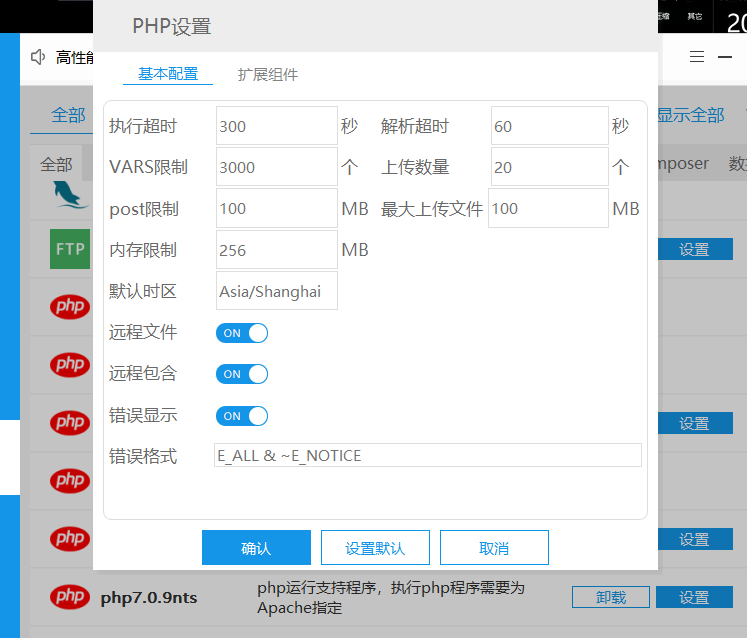 PHP设置
其它
20
高性能
基本配置
扩展组件
全部
显示全部
全部
mposer
执行超时 300 秒 解析超时 60 秒
VARS限制 3000 个 上传数量 20 个
post限制 100 MB 最大上传文件 100 MB
内存限制 256 MB
FTP
设置
默认时区 Asia/Shanghai
php
远程文件 ON
php
远程包含 ON
php
错误显示 ON
设置
错误格式 E_ALL & ~E_NOTICE
php
php
确认 设置默认 取消
设置
php
php7.0.9nts
php运行支持程序，执行php程序需要为
Apache指定
卸载
设置